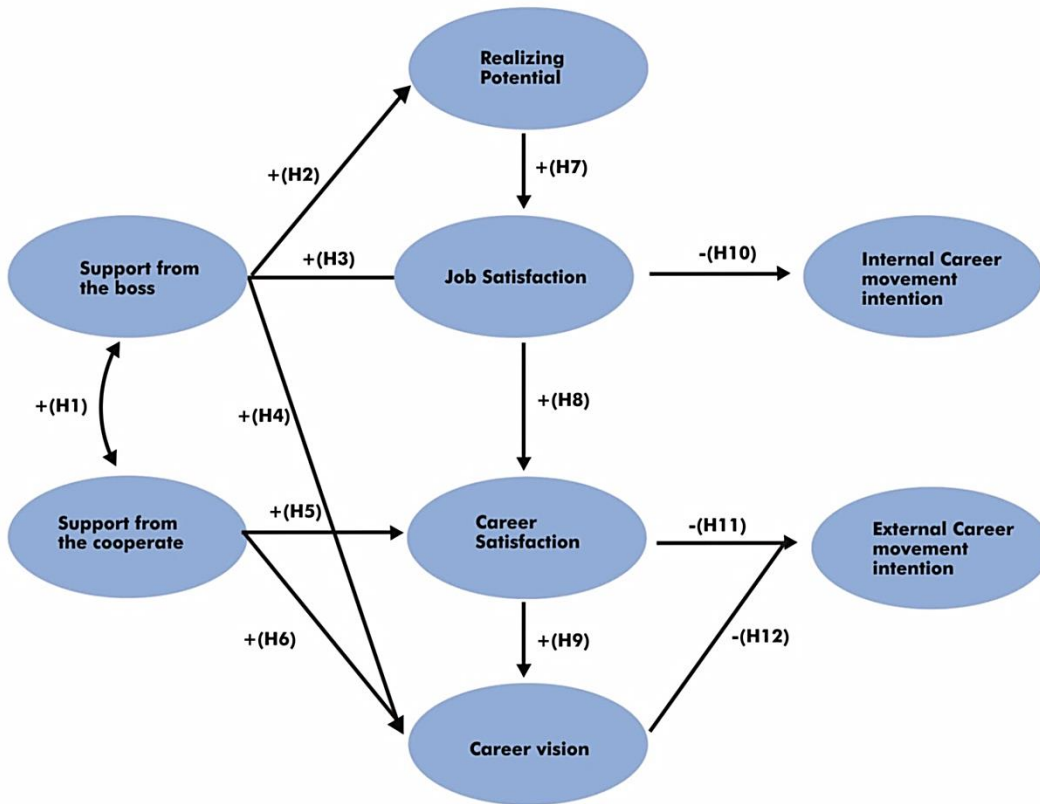 Realizing
Potential
+(H2)
+(H7)
Support from
the boss
+(H3)
Job Satisfaction
-(H10)
Internal Career
movement
intention
+(H1)
+(H4)
+(H8)
Support from
the cooperate
+(H5)
Career
Satisfaction
-(H11)
External Career
movement
intention
+(H6)
+(H9)
-(H12)
Career vision